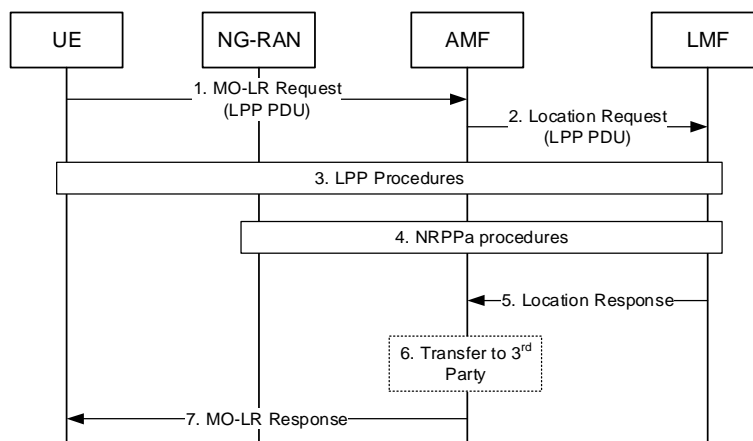 UE
NG-RAN
AMF
LMF
1. MO-LR Request
(LPP PDU)
2. Location Request
(LPP PDU)
3. LPP Procedures
4. NRPPa procedures
5. Location Response
6. Transfer to 3rd
Party
7. MO-LR Response